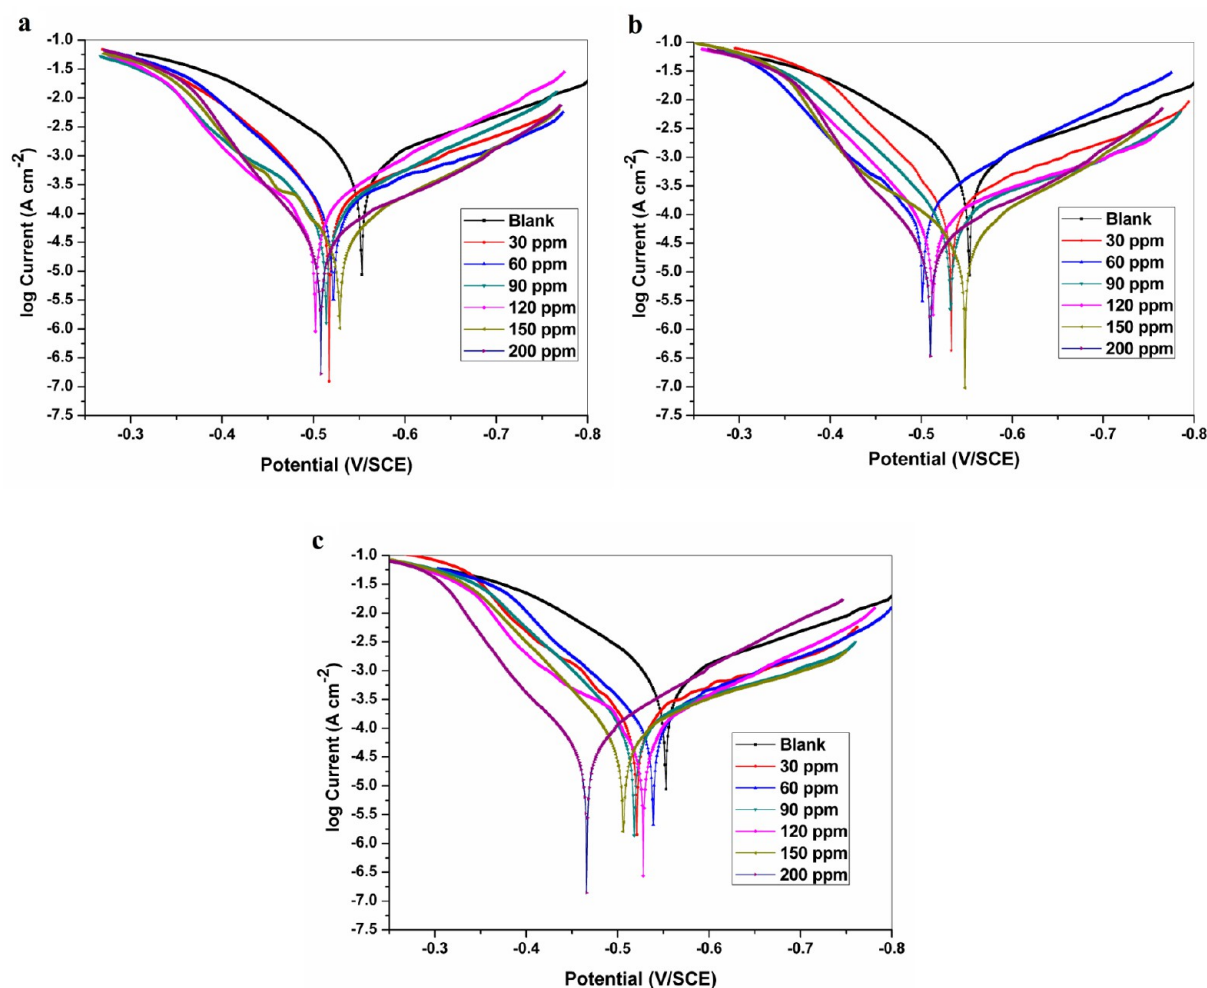 a
-1.0
-1.5
-2.0
-2.5
-3.0
-3.5
-4.0
-4.5
-5.0
-5.5
-6.0
-6.5
-7.0
-7.5
log Current (A cm-2)
Blank
30 ppm
60 ppm
90 ppm
120 ppm
150 ppm
200 ppm
-0.3 -0.4 -0.5 -0.6 -0.7 -0.8
Potential (V/SCE)
b
-1.0
-1.5
-2.0
-2.5
-3.0
-3.5
-4.0
-4.5
-5.0
-5.5
-6.0
-6.5
-7.0
-7.5
log Current (A cm-2)
Blank
30 ppm
60 ppm
90 ppm
120 ppm
150 ppm
200 ppm
-0.3 -0.4 -0.5 -0.6 -0.7 -0.8
Potential (V/SCE)
c
-1.0
-1.5
-2.0
-2.5
-3.0
-3.5
-4.0
-4.5
-5.0
-5.5
-6.0
-6.5
-7.0
-7.5
log Current (A cm-2)
Blank
30 ppm
60 ppm
90 ppm
120 ppm
150 ppm
200 ppm
-0.3 -0.4 -0.5 -0.6 -0.7 -0.8
Potential (V/SCE)